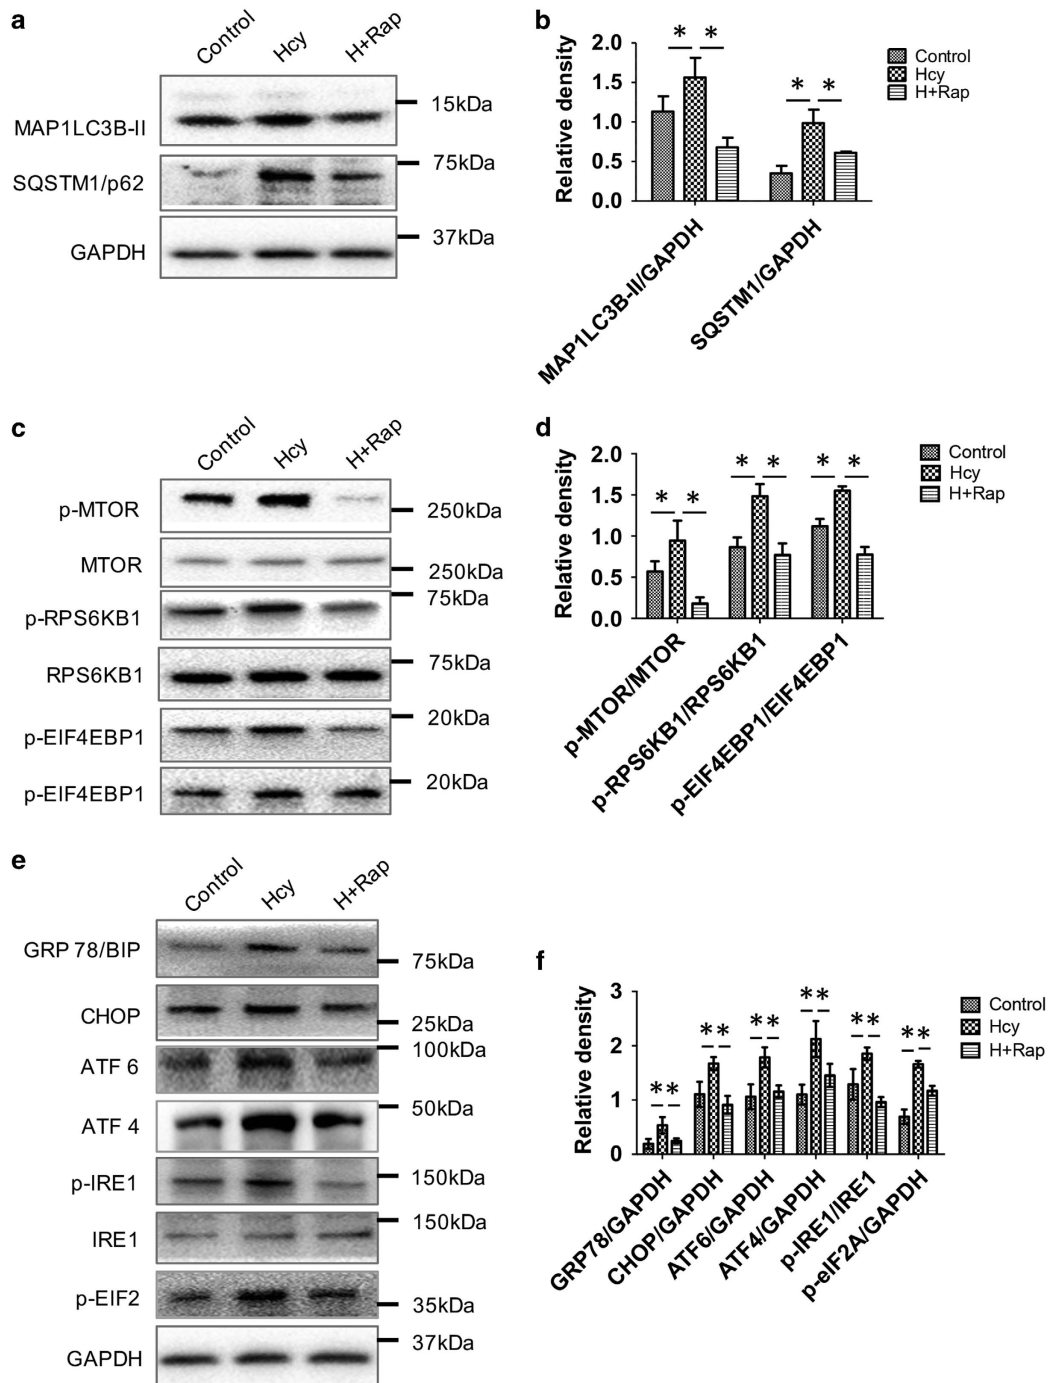 a
Control
Hcy
H+Rap
MAP1LC3B-II
15kDa
SQSTM1/p62
75kDa
GAPDH
37kDa
b
Relative density
2.0
1.5
1.0
0.5
0.0
* *
* *
MAP1LC3B-II/GAPDH
SQSTM1/GAPDH
Control
Hcy
H+Rap
c
Control
Hcy
H+Rap
p-MTOR
250kDa
MTOR
250kDa
p-RPS6KB1
75kDa
RPS6KB1
75kDa
p-EIF4EBP1
20kDa
p-EIF4EBP1
20kDa
d
Relative density
2.0
1.5
1.0
0.5
0.0
* *
* *
* *
p-MTOR/MTOR
p-RPS6KB1/RPS6KB1
p-EIF4EBP1/EIF4EBP1
Control
Hcy
H+Rap
e
Control
Hcy
H+Rap
GRP 78/BIP
75kDa
CHOP
25kDa
ATF 6
100kDa
ATF 4
50kDa
p-IRE1
150kDa
IRE1
150kDa
p-EIF2
35kDa
GAPDH
37kDa
f
Relative density
3
2
1
0
**
**
**
**
**
**
GRP78/GAPDH
CHOP/GAPDH
ATF6/GAPDH
ATF4/GAPDH
p-IRE1/IRE1
p-eIF2A/GAPDH
Control
Hcy
H+Rap